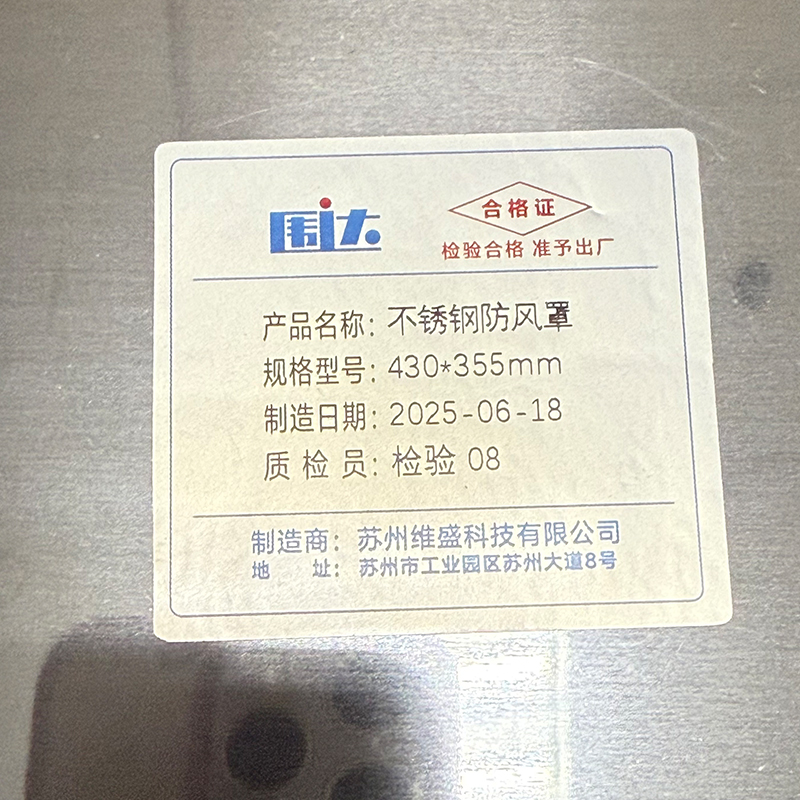 围达
合格证
检验合格 准予出厂
产品名称：不锈钢防风罩
规格型号：430*355mm
制造日期：2025-06-18
质检员：检验 08
制造商：苏州维盛科技有限公司
地址：苏州市工业园区苏州大道8号